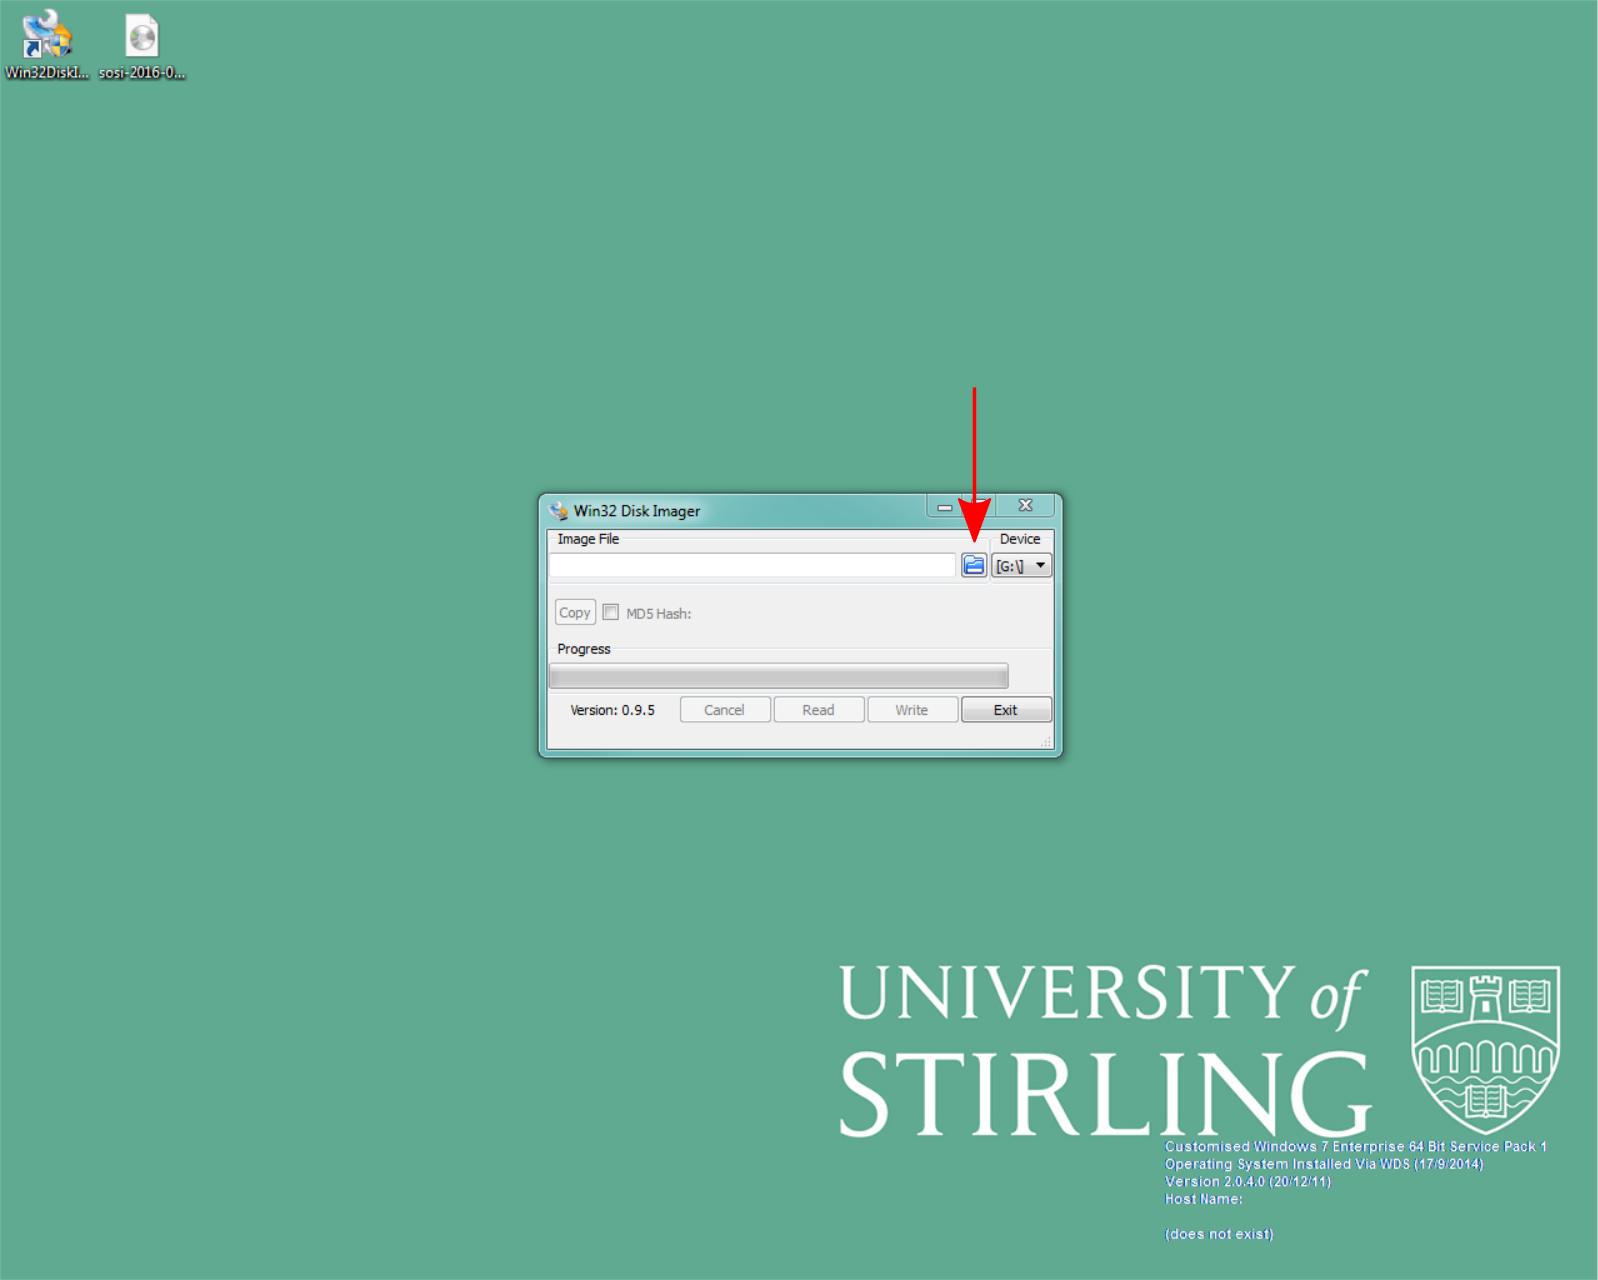 Win32DiskI...
sosi-2016-0...
Win32 Disk Imager
Image File
Device
[G:\]
Copy
MD5 Hash:
Progress
Version: 0.9.5
Cancel
Read
Write
Exit
UNIVERSITY of
STIRLING
Customised Windows 7 Enterprise 64 Bit Service Pack 1
Operating System Installed Via WDS (17/9/2014)
Version 2.0.4.0 (20/12/11)
Host Name:
(does not exist)